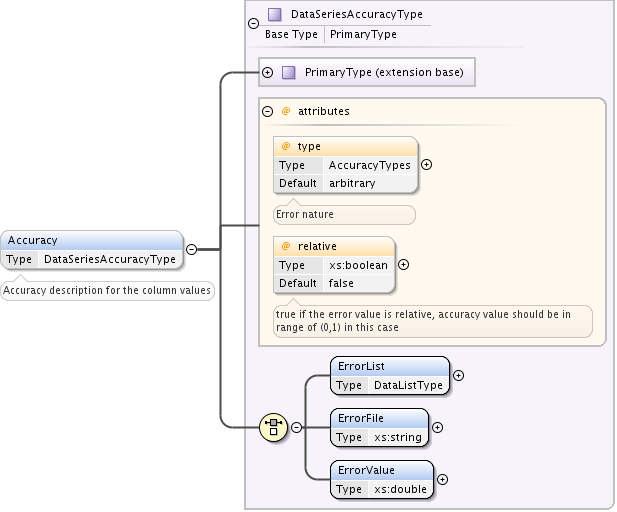 DataSeriesAccuracyType
Base Type PrimaryType
PrimaryType (extension base)
@ attributes
@ type
Type AccuracyTypes
Default arbitrary
Error nature
@ relative
Type xs:boolean
Default false
true if the error value is relative, accuracy value should be in
range of (0,1) in this case
Accuracy
Type DataSeriesAccuracyType
Accuracy description for the column values
ErrorList
Type DataListType
ErrorFile
Type xs:string
ErrorValue
Type xs:double